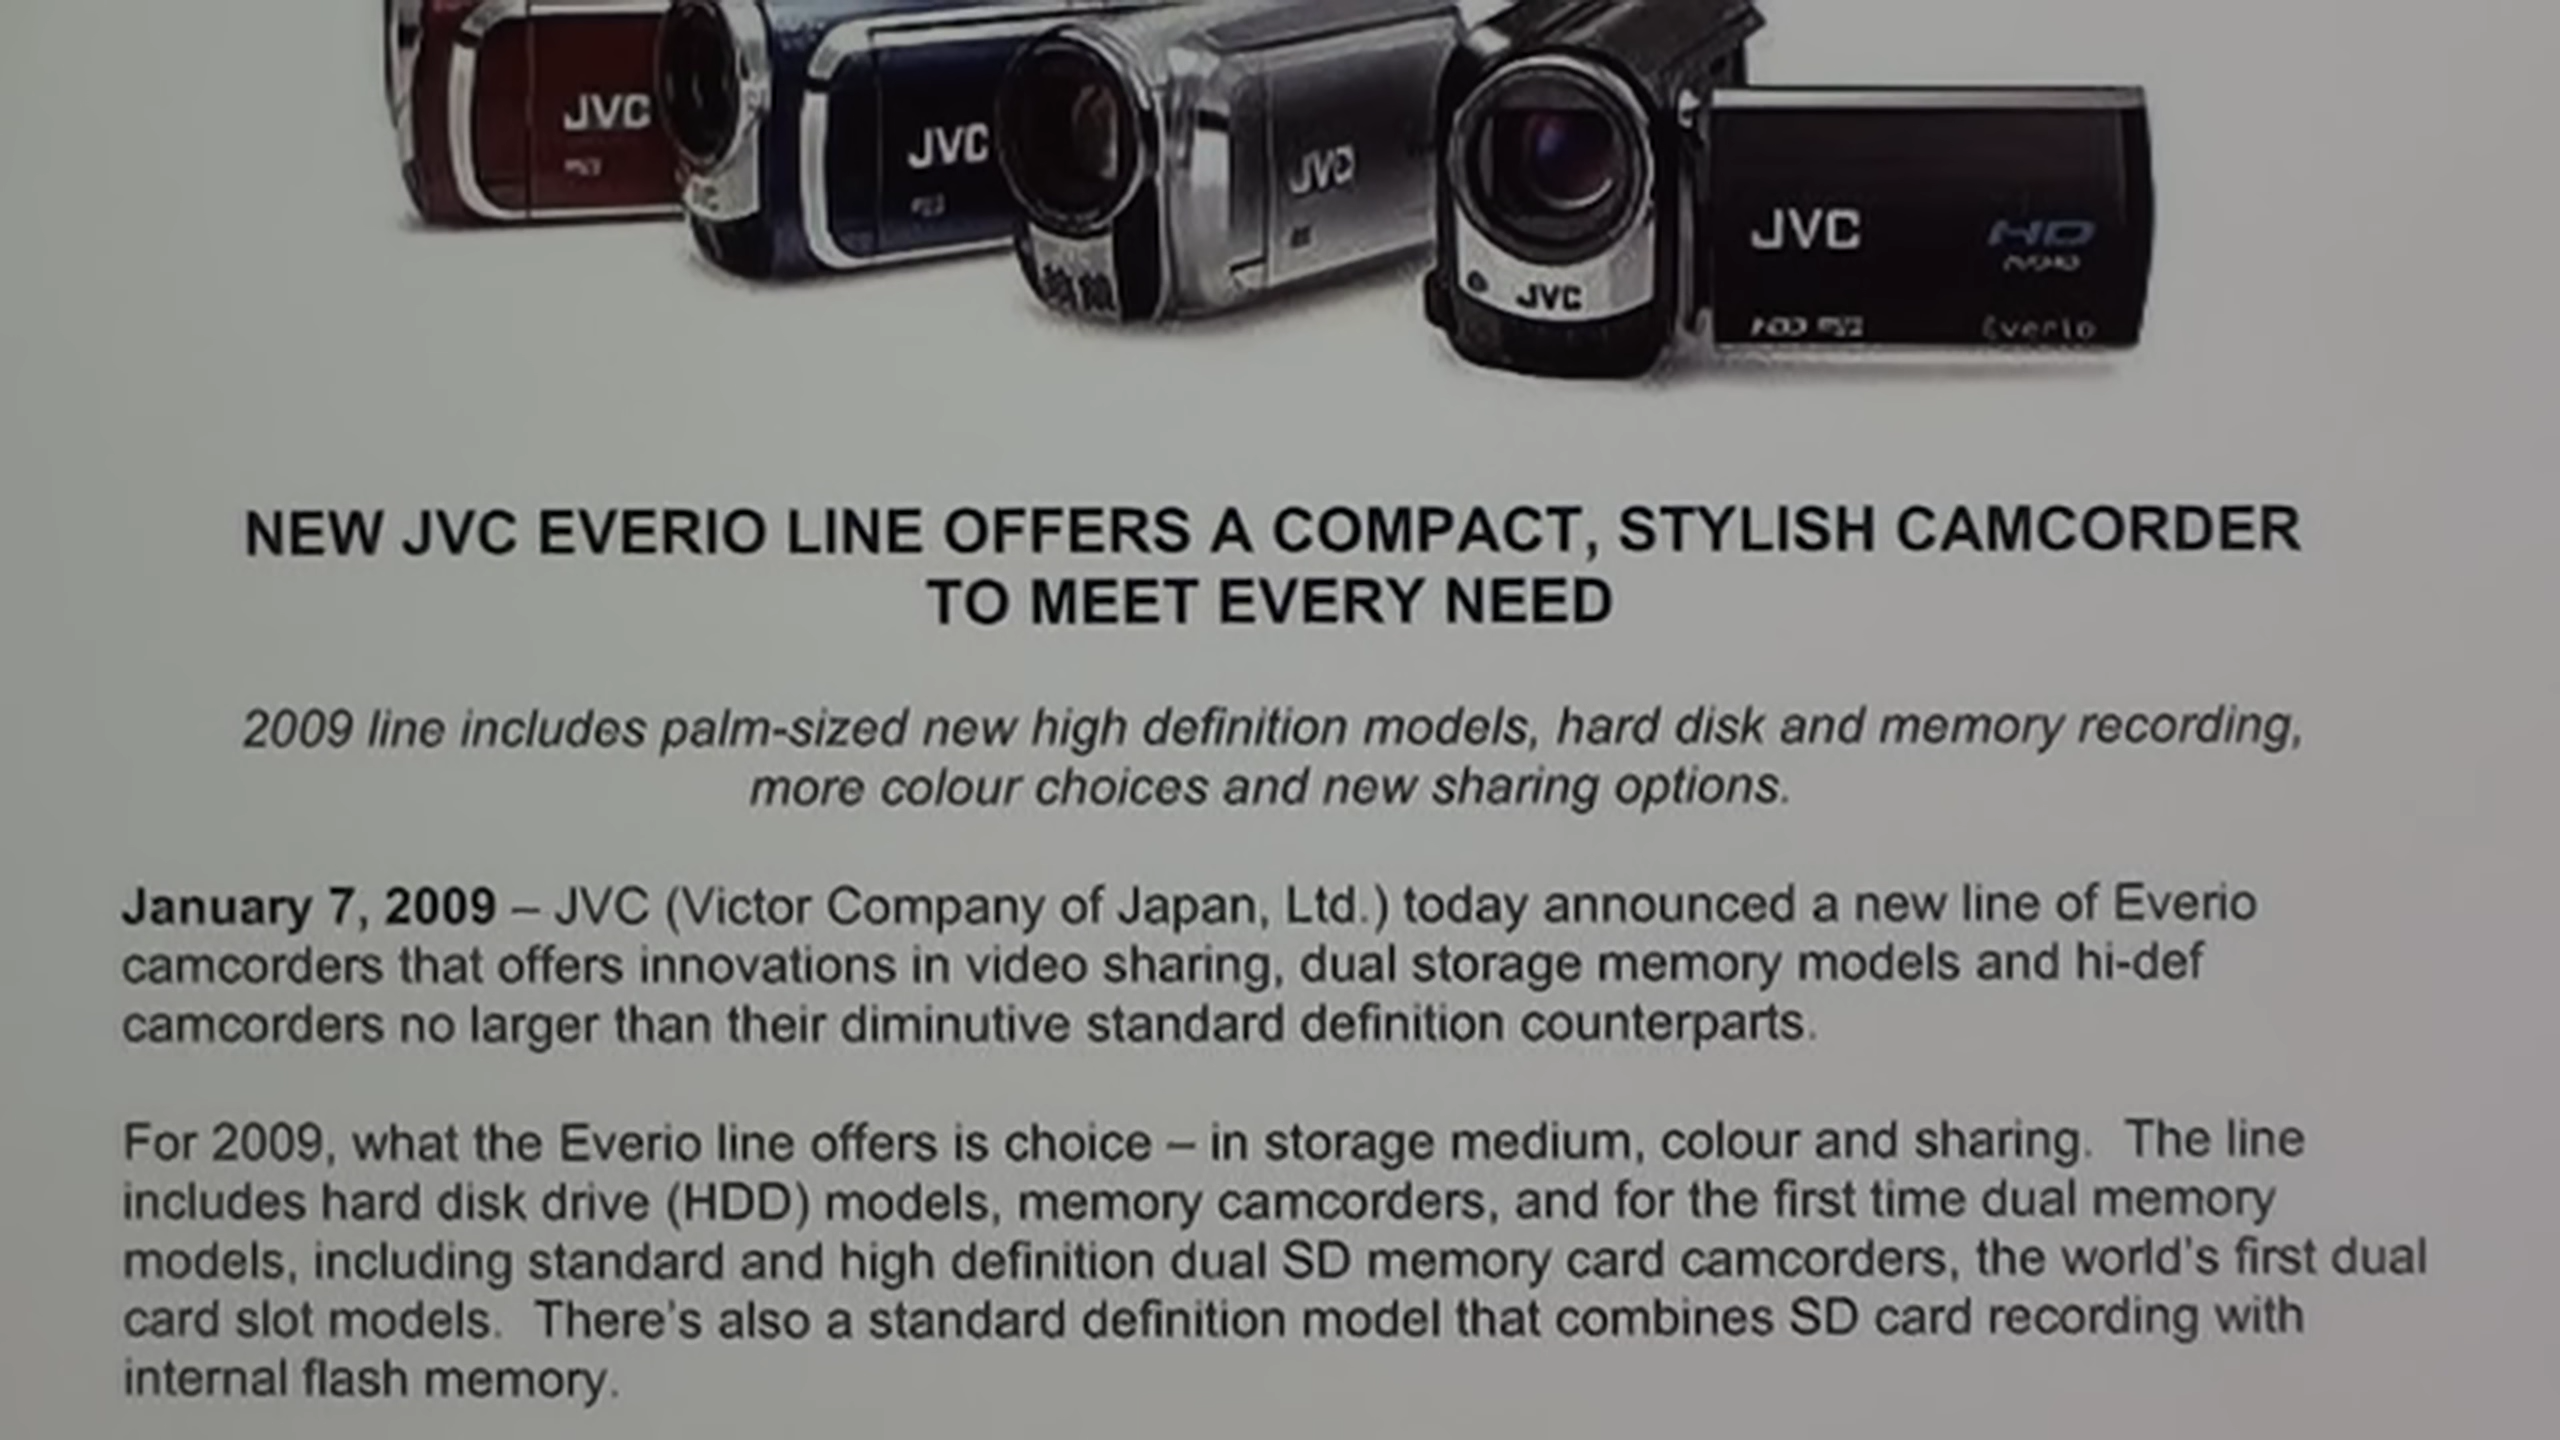 JVC
JVC
JVC
JVC
JVC
HD
JVC
HDD
Everio
NEW JVC EVERIO LINE OFFERS A COMPACT, STYLISH CAMCORDER
TO MEET EVERY NEED
2009 line includes palm-sized new high definition models, hard disk and memory recording,
more colour choices and new sharing options.
January 7, 2009 – JVC (Victor Company of Japan, Ltd.) today announced a new line of Everio
camcorders that offers innovations in video sharing, dual storage memory models and hi-def
camcorders no larger than their diminutive standard definition counterparts.
For 2009, what the Everio line offers is choice – in storage medium, colour and sharing.  The line
includes hard disk drive (HDD) models, memory camcorders, and for the first time dual memory
models, including standard and high definition dual SD memory card camcorders, the world's first dual
card slot models.  There's also a standard definition model that combines SD card recording with
internal flash memory.